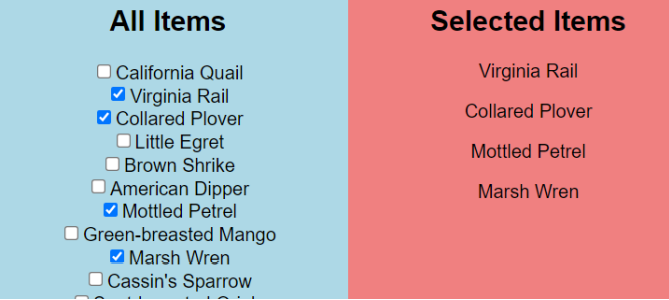 All Items
California Quail
Virginia Rail
Collared Plover
Little Egret
Brown Shrike
American Dipper
Mottled Petrel
Green-breasted Mango
Marsh Wren
Cassin's Sparrow
Selected Items
Virginia Rail
Collared Plover
Mottled Petrel
Marsh Wren